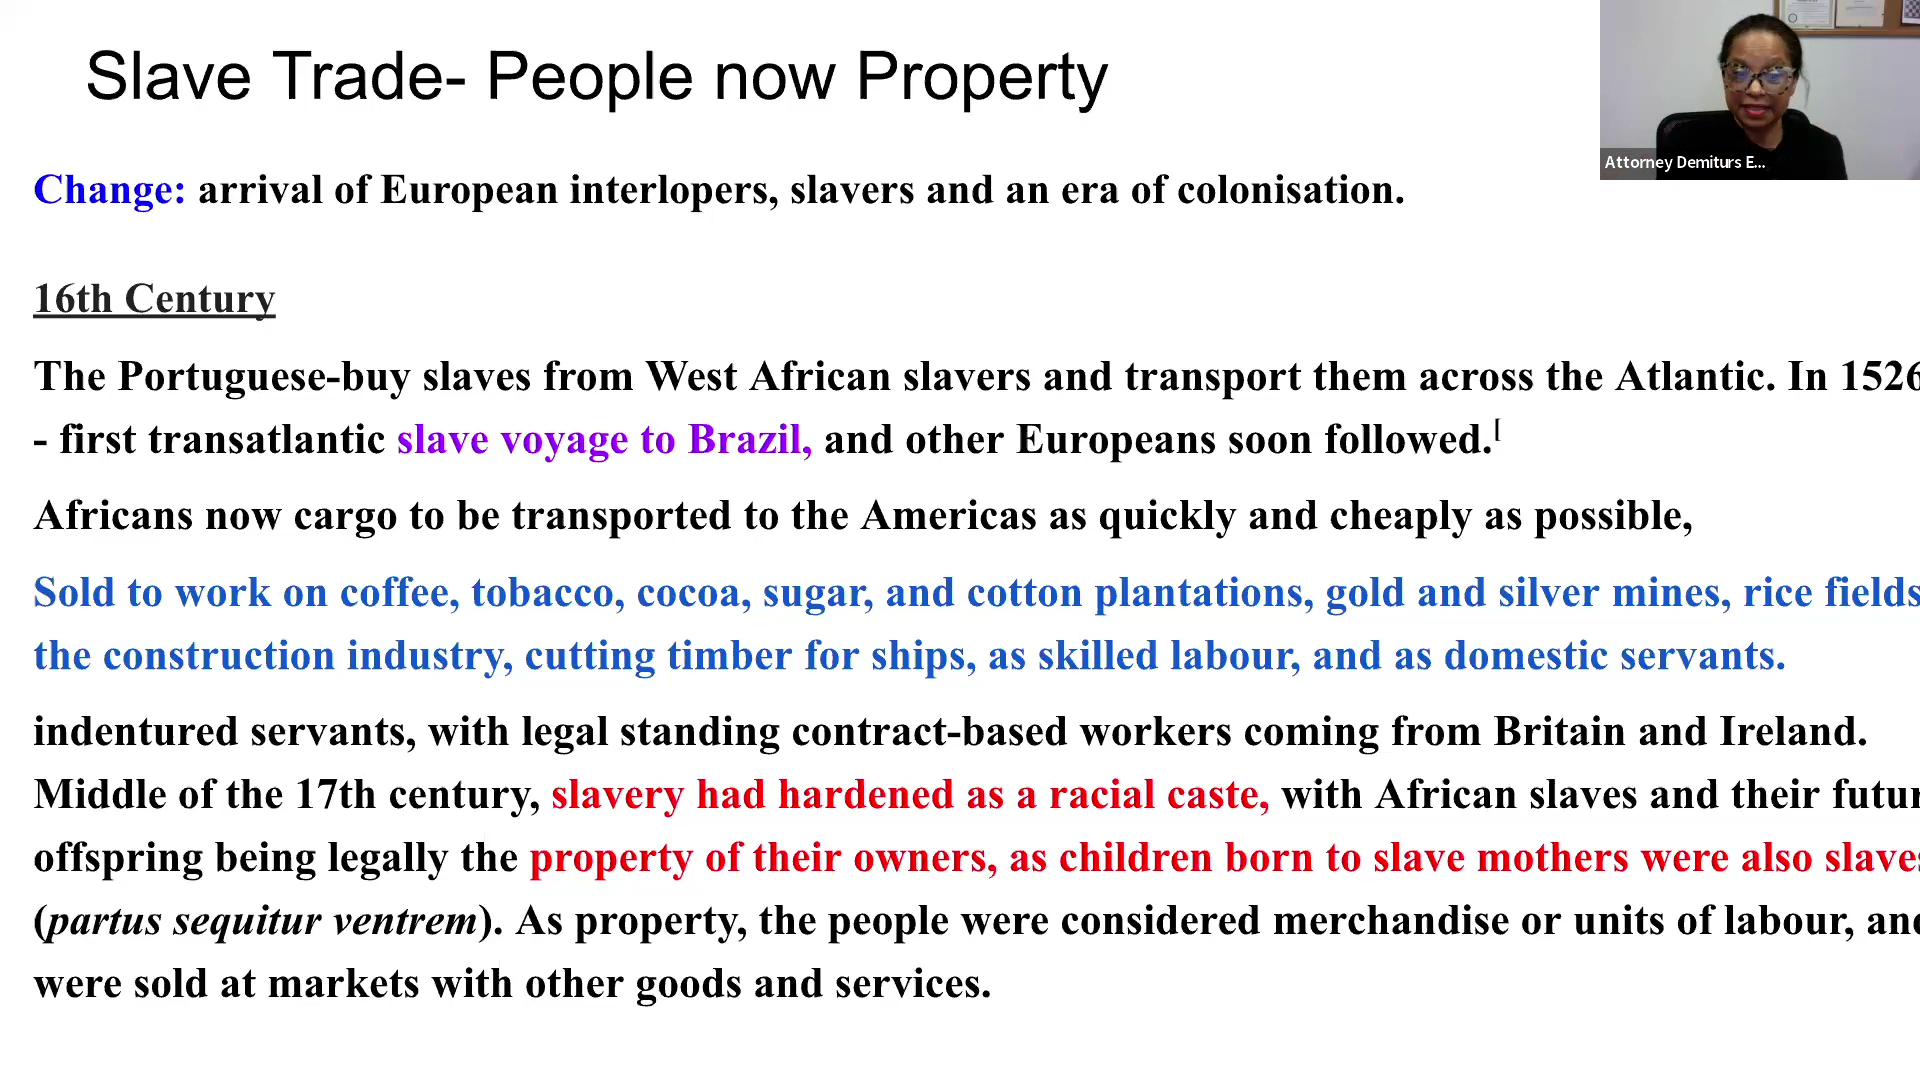 Slave Trade- People now Property
Attorney Demiturs E...
Change: arrival of European interlopers, slavers and an era of colonisation.
16th Century
The Portuguese-buy slaves from West African slavers and transport them across the Atlantic. In 1526
- first transatlantic slave voyage to Brazil, and other Europeans soon followed.[
Africans now cargo to be transported to the Americas as quickly and cheaply as possible,
Sold to work on coffee, tobacco, cocoa, sugar, and cotton plantations, gold and silver mines, rice fields
the construction industry, cutting timber for ships, as skilled labour, and as domestic servants.
indentured servants, with legal standing contract-based workers coming from Britain and Ireland.
Middle of the 17th century, slavery had hardened as a racial caste, with African slaves and their futur
offspring being legally the property of their owners, as children born to slave mothers were also slaves
(partus sequitur ventrem). As property, the people were considered merchandise or units of labour, and
were sold at markets with other goods and services.